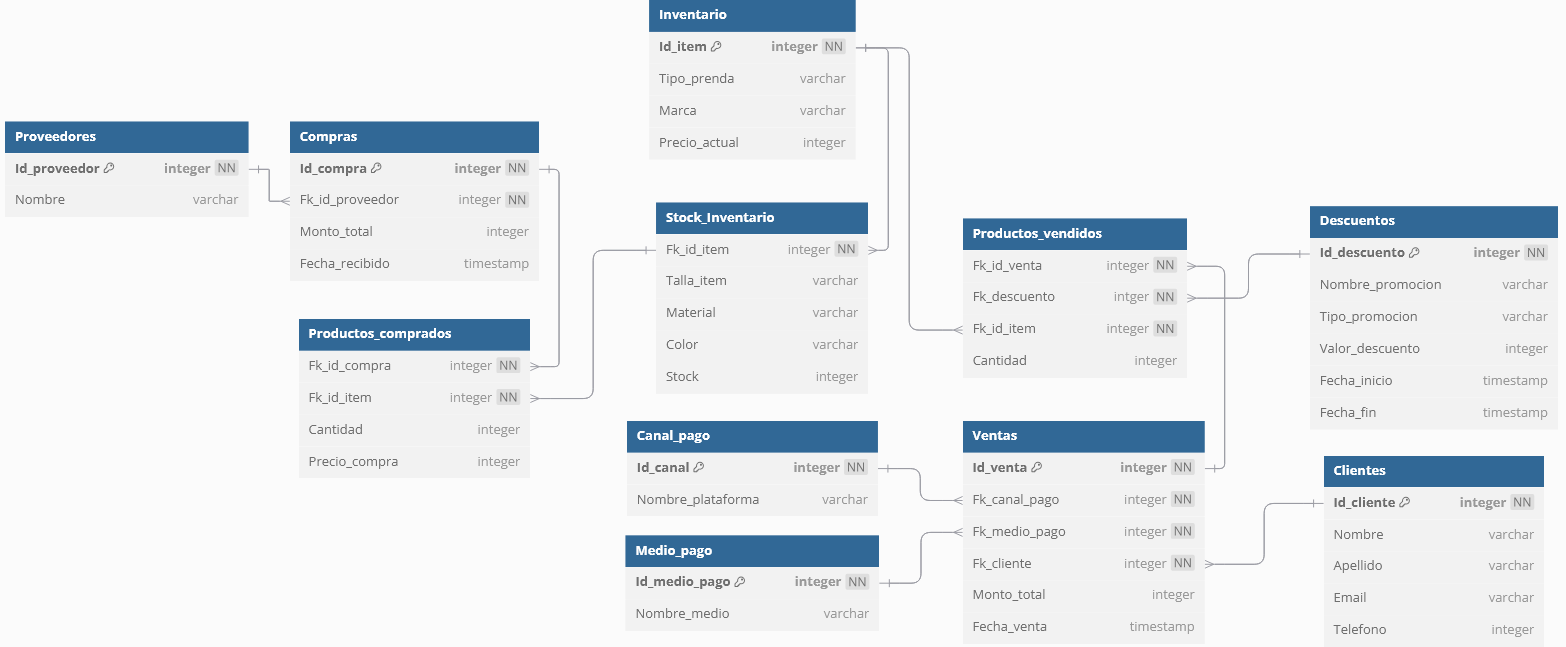 Inventario
Id_item integer NN
Tipo_prenda varchar
Marca varchar
Precio_actual integer
Proveedores
Id_proveedor integer NN
Nombre varchar
Compras
Id_compra integer NN
Fk_id_proveedor integer NN
Monto_total integer
Fecha_recibido timestamp
Stock_Inventario
Fk_id_item integer NN
Talla_item varchar
Material varchar
Color varchar
Stock integer
Productos_vendidos
Fk_id_venta integer NN
Fk_descuento intger NN
Fk_id_item integer NN
Cantidad integer
Descuentos
Id_descuento integer NN
Nombre_promocion varchar
Tipo_promocion varchar
Valor_descuento integer
Fecha_inicio timestamp
Fecha_fin timestamp
Productos_comprados
Fk_id_compra integer NN
Fk_id_item integer NN
Cantidad integer
Precio_compra integer
Canal_pago
Id_canal integer NN
Nombre_plataforma varchar
Medio_pago
Id_medio_pago integer NN
Nombre_medio varchar
Ventas
Id_venta integer NN
Fk_canal_pago integer NN
Fk_medio_pago integer NN
Fk_cliente integer NN
Monto_total integer
Fecha_venta timestamp
Clientes
Id_cliente integer NN
Nombre varchar
Apellido varchar
Email varchar
Telefono integer